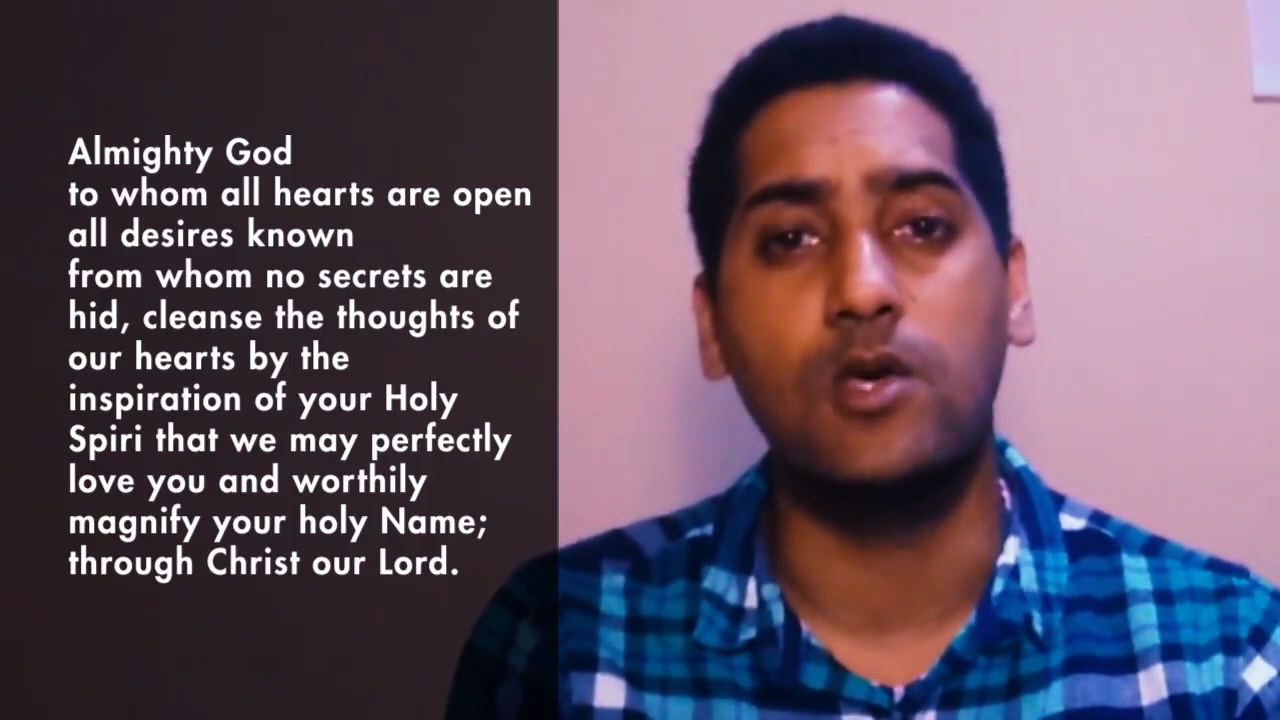 Almighty God
to whom all hearts are open
all desires known
from whom no secrets are
hid, cleanse the thoughts of
our hearts by the
inspiration of your Holy
Spiri that we may perfectly
love you and worthily
magnify your holy Name;
through Christ our Lord.